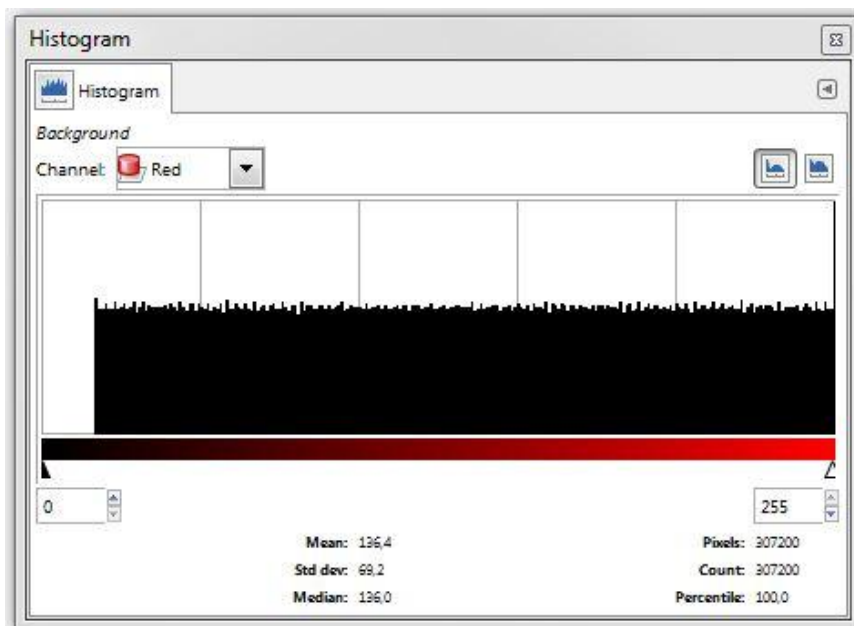 Histogram
Histogram
Background
Channel: Red
0 255
Mean: 136,4 Pixels: 307200
Std dev: 69,2 Count: 307200
Median: 136,0 Percentile: 100,0